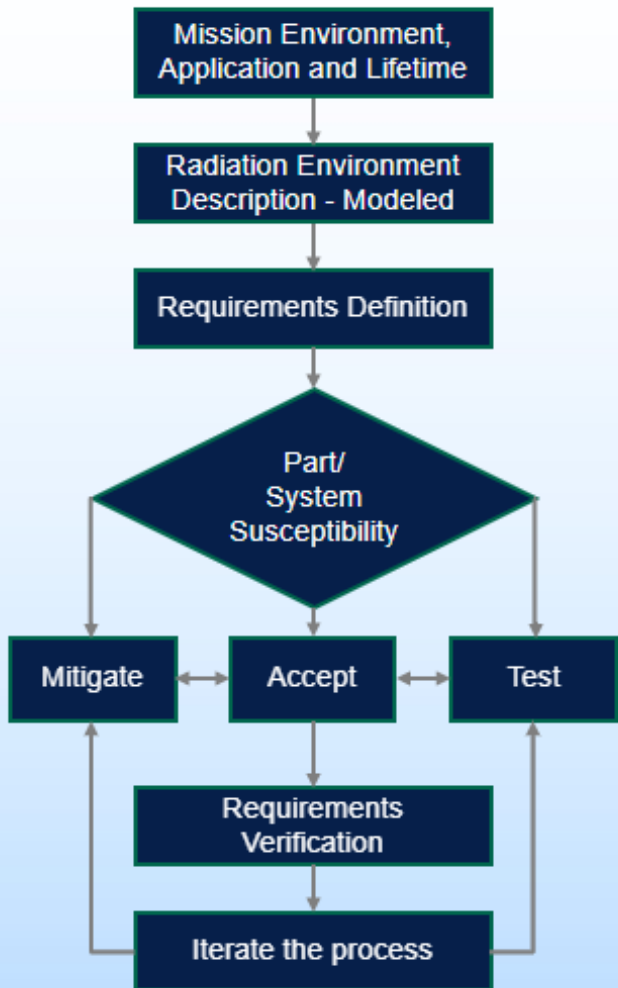 Mission Environment,
Application and Lifetime
Radiation Environment
Description - Modeled
Requirements Definition
Part/
System
Susceptibility
Mitigate
Accept
Test
Requirements
Verification
Iterate the process